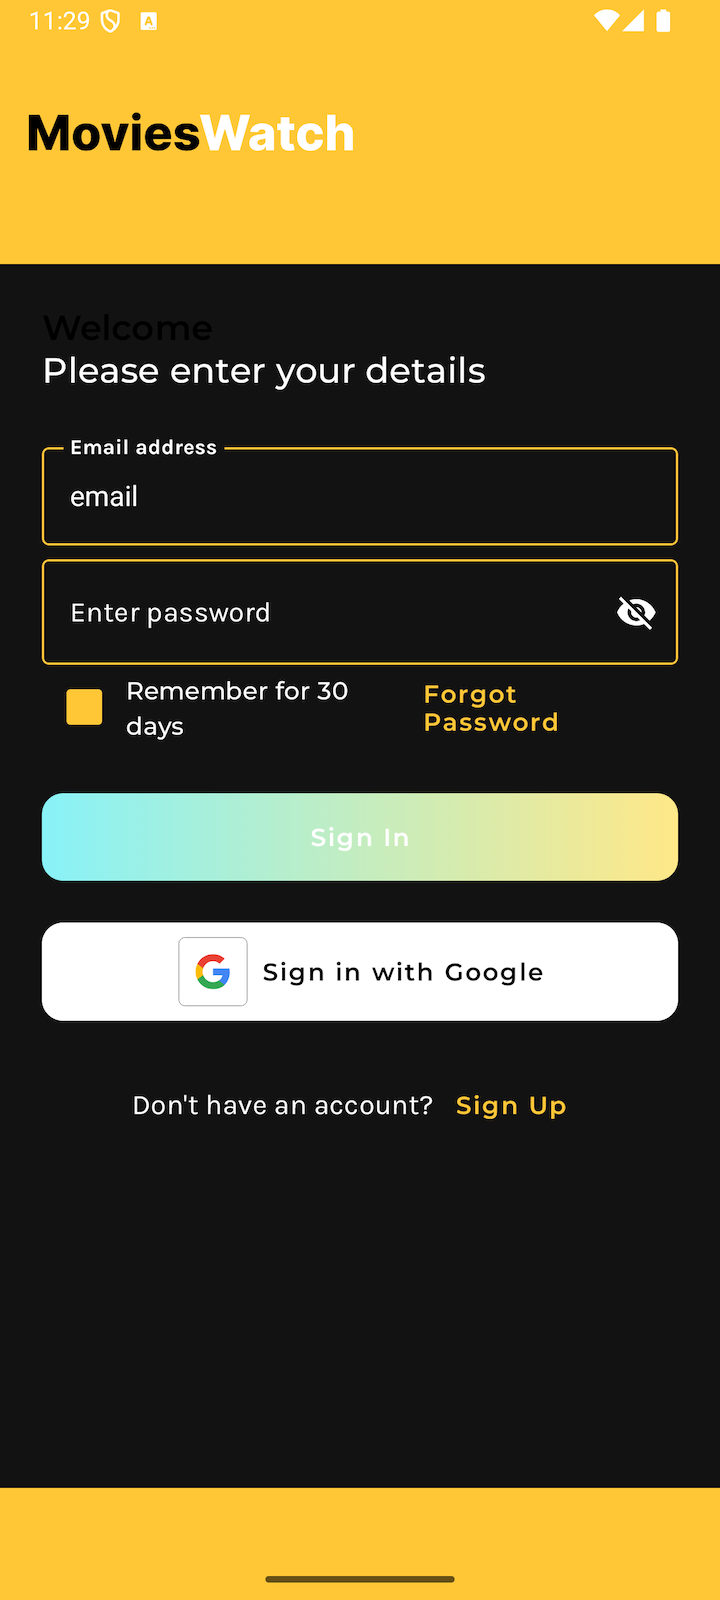 11:29
MoviesWatch
Welcome
Please enter your details
Email address
email
Enter password
Remember for 30
days
Forgot
Password
Sign In
Sign in with Google
Don't have an account? Sign Up